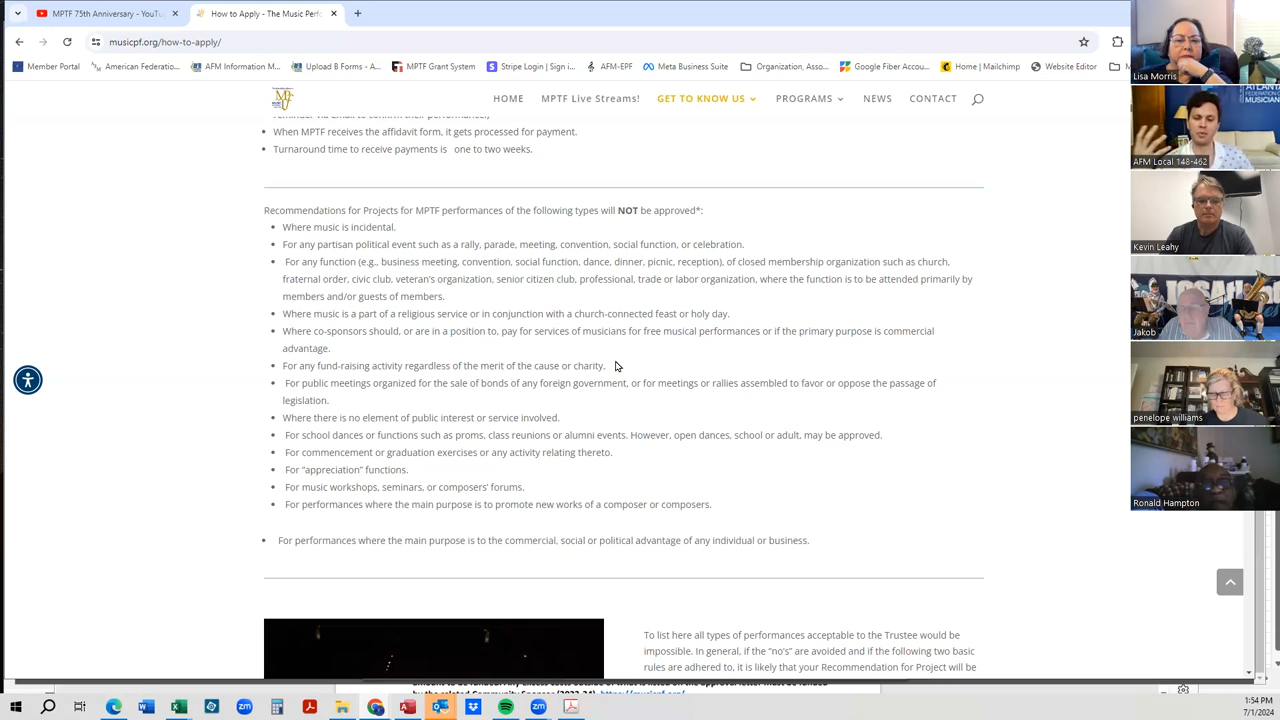 MPTF 75th Anniversary - YouTu
How to Apply - The Music Perf
musicpf.org/how-to-apply/
Member Portal
American Federation...
AFM Information M...
Upload B Forms - A...
MPTF Grant System
Stripe Login | Sign i...
AFM-EPF
Meta Business Suite
Organization, Asso...
Google Fiber Accou...
Home | Mailchimp
Website Editor
HOME
MPTF Live Streams!
GET TO KNOW US
PROGRAMS
NEWS
CONTACT
reminder via email to confirm their performances,
When MPTF receives the affidavit form, it gets processed for payment.
Turnaround time to receive payments is one to two weeks.
Recommendations for Projects for MPTF performances of the following types will NOT be approved*:
Where music is incidental.
For any partisan political event such as a rally, parade, meeting, convention, social function, or celebration.
For any function (e.g., business meeting, convention, social function, dance, dinner, picnic, reception), of closed membership organization such as church,
fraternal order, civic club, veteran's organization, senior citizen club, professional, trade or labor organization, where the function is to be attended primarily by
members and/or guests of members.
Where music is a part of a religious service or in conjunction with a church-connected feast or holy day.
Where co-sponsors should, or are in a position to, pay for services of musicians for free musical performances or if the primary purpose is commercial
advantage.
For any fund-raising activity regardless of the merit of the cause or charity.
For public meetings organized for the sale of bonds of any foreign government, or for meetings or rallies assembled to favor or oppose the passage of
legislation.
Where there is no element of public interest or service involved.
For school dances or functions such as proms, class reunions or alumni events. However, open dances, school or adult, may be approved.
For commencement or graduation exercises or any activity relating thereto.
For “appreciation” functions.
For music workshops, seminars, or composers’ forums.
For performances where the main purpose is to promote new works of a composer or composers.
For performances where the main purpose is to the commercial, social or political advantage of any individual or business.
To list here all types of performances acceptable to the Trustee would be
impossible. In general, if the “no’s” are avoided and if the following two basic
rules are adhered to, it is likely that your Recommendation for Project will be
Lisa Morris
ATLANTA
FEDERATION
MUSICIAN
AFM Local 148-462
Kevin Leahy
Jakob
penelope williams
Ronald Hampton
1:54 PM
7/1/2024